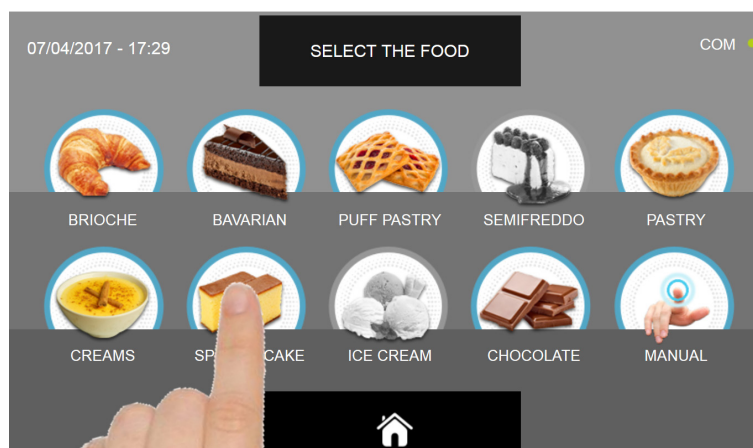 07/04/2017 - 17:29
SELECT THE FOOD
COM
BRIOCHE
BAVARIAN
PUFF PASTRY
SEMIFREDDO
PASTRY
CREAMS
CAKE
ICE CREAM
CHOCOLATE
MANUAL